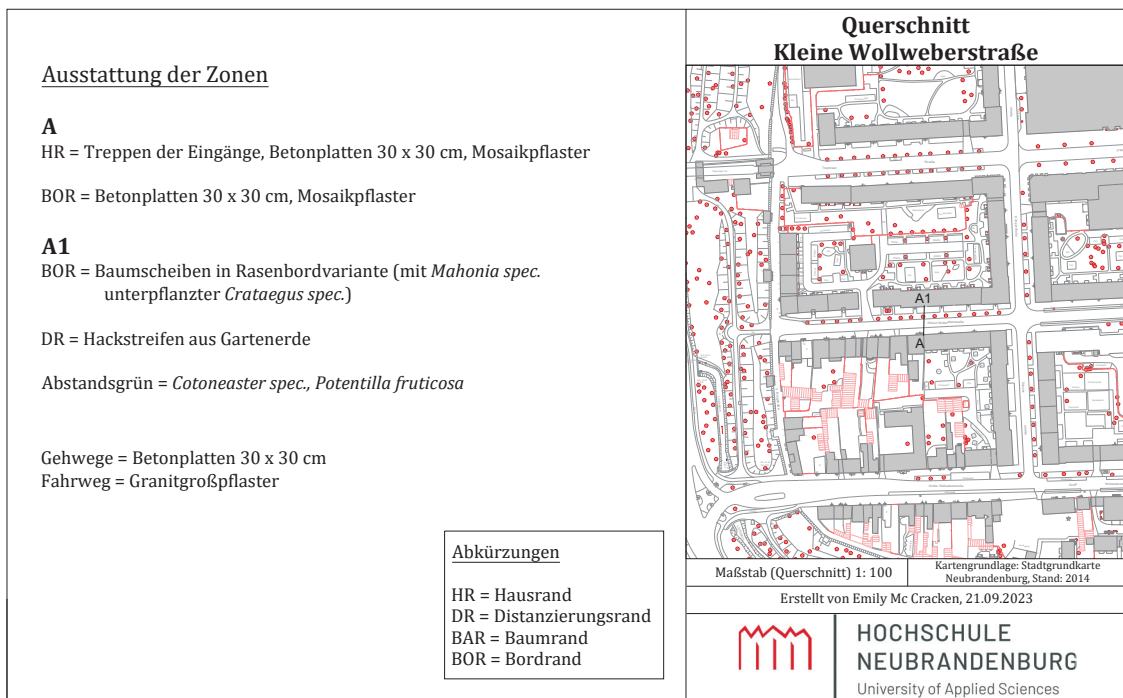 Ausstattung der Zonen
A
HR = Treppen der Eingänge, Betonplatten 30 x 30 cm, Mosaikpflaster
BOR = Betonplatten 30 x 30 cm, Mosaikpflaster
A1
BOR = Baumscheiben in Rasenbordvariante (mit Mahonia spec.
unterpflanzter Crataegus spec.)
DR = Hackstreifen aus Gartenerde
Abstandsgrün = Cotoneaster spec., Potentilla fruticosa
Gehwege = Betonplatten 30 x 30 cm
Fahrweg = Granitgroßpflaster
Abkürzungen
HR = Hausrand
DR = Distanzierungsrand
BAR = Baumrand
BOR = Bordrand
Querschnitt
Kleine Wollweberstraße
A1
A
Maßstab (Querschnitt) 1: 100
Kartengrundlage: Stadtgrundkarte
Neubrandenburg, Stand: 2014
Erstellt von Emily Mc Cracken, 21.09.2023
HOCHSCHULE
NEUBRANDENBURG
University of Applied Sciences